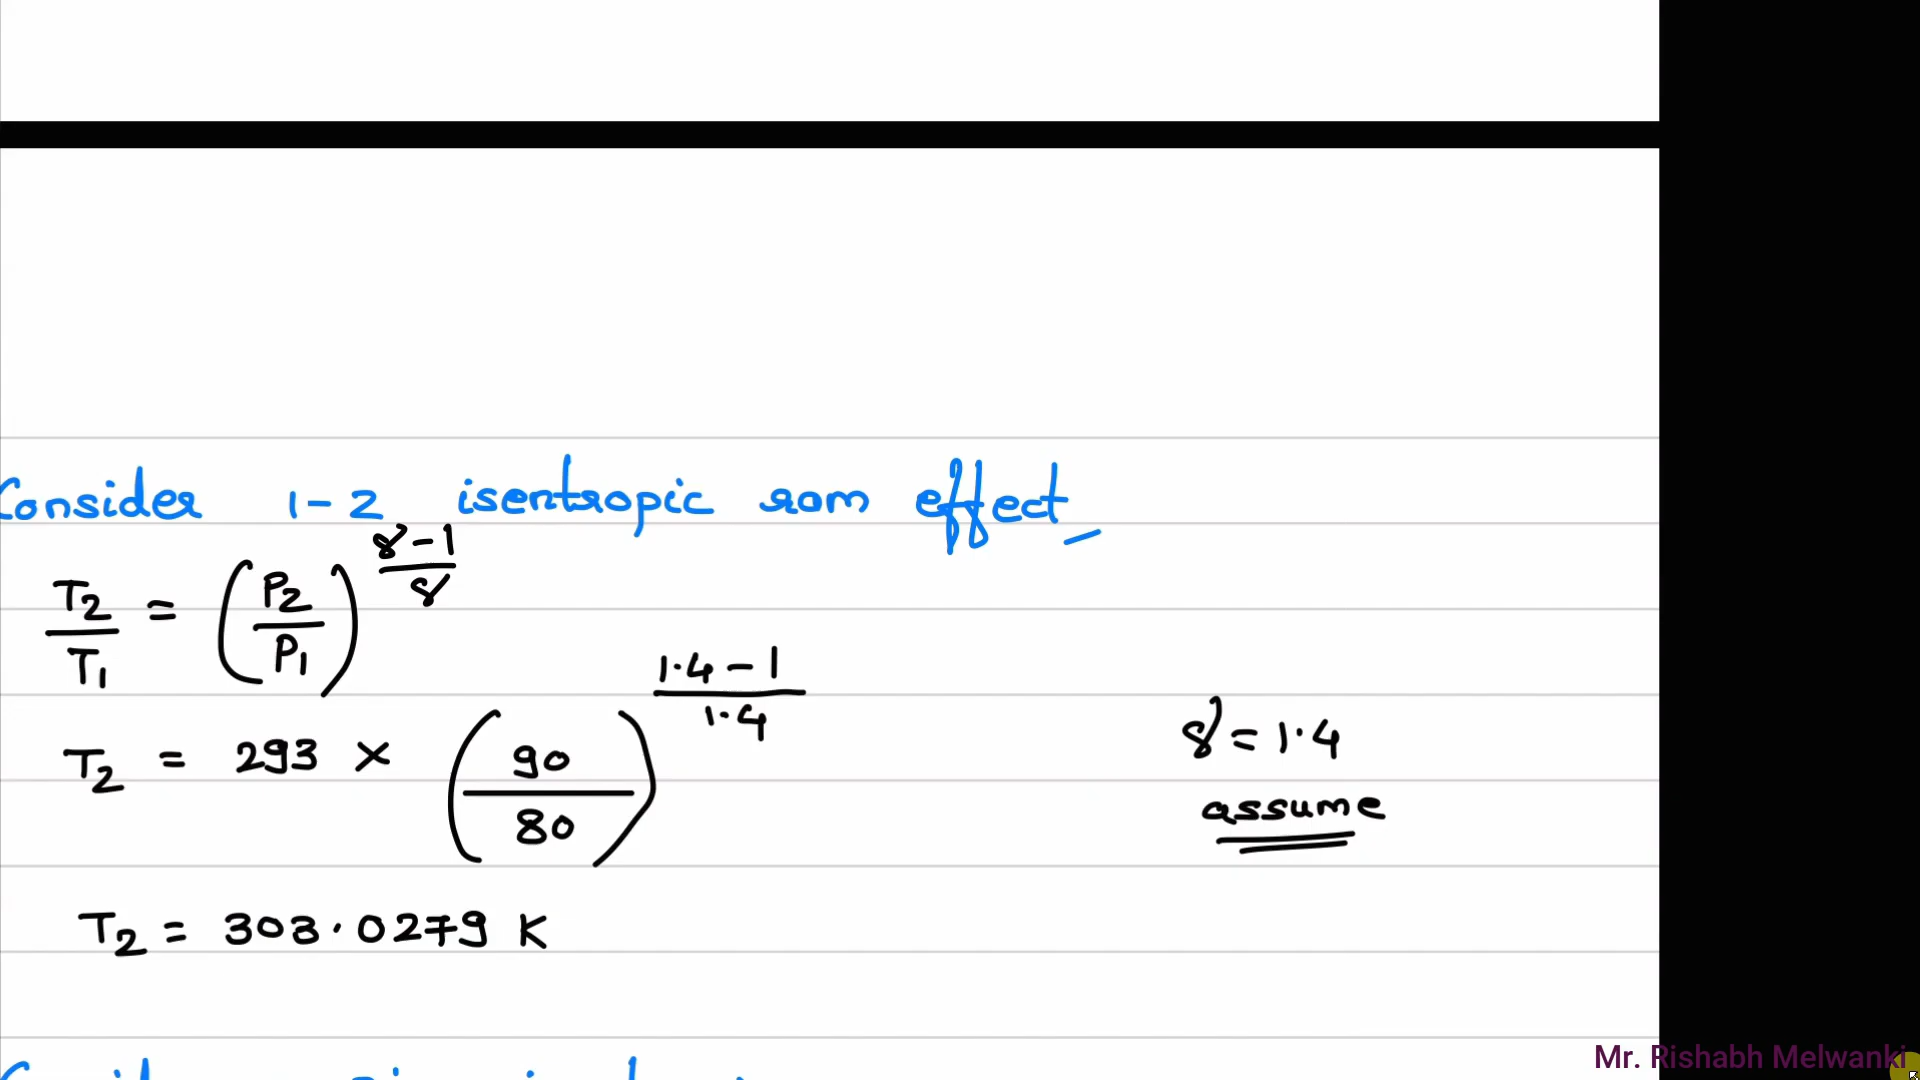 Consider 1-2 isentropic ram effect
T2/T1 = (P2/P1)^(γ-1)/γ
T2 = 293 × (90/80)^(1.4-1)/1.4
γ = 1.4
assume
T2 = 303.0279 K
Mr. Rishabh Melwanki